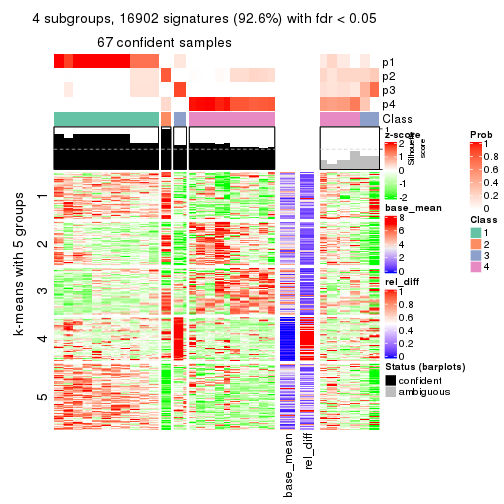 4 subgroups, 16902 signatures (92.6%) with fdr < 0.05
67 confident samples
p1
p2
p3
p4
Class
1
Silhouette
score
k-means with 5 groups
1
2
3
4
5
base_mean
rel_diff
z-score
2
1
0
-1
-2
base_mean
8
6
4
2
0
rel_diff
1
0.8
0.6
0.4
0.2
0
Status (barplots)
confident
ambiguous
Prob
1
0.8
0.6
0.4
0.2
0
Class
1
2
3
4